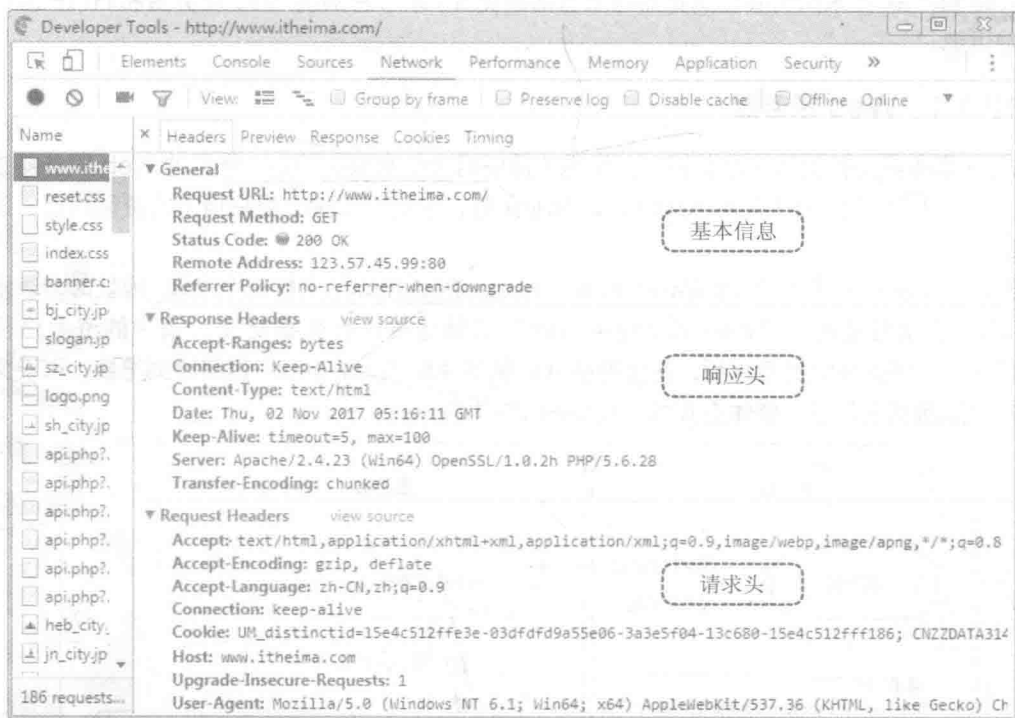 Developer Tools - http://www.itheima.com/
Elements Console Sources Network Performance Memory Application Security »
View: Group by frame Preserve log Disable cache Offline Online
Name
× Headers Preview Response Cookies Timing
www.ithe
reset.css
style.css
index.css
banner.c
bj_city.jp
slogan.jp
sz_city.jp
logo.png
sh_city.jp
api.php?.
api.php?.
api.php?.
api.php?.
api.php?.
api.php?.
heb_city.
jn_city.jp
186 requests...
▼ General
Request URL: http://www.itheima.com/
Request Method: GET
Status Code: 200 OK
Remote Address: 123.57.45.99:80
Referrer Policy: no-referrer-when-downgrade
基本信息
▼ Response Headers view source
Accept-Ranges: bytes
Connection: Keep-Alive
Content-Type: text/html
Date: Thu, 02 Nov 2017 05:16:11 GMT
Keep-Alive: timeout=5, max=100
Server: Apache/2.4.23 (Win64) OpenSSL/1.0.2h PHP/5.6.28
Transfer-Encoding: chunked
响应头
▼ Request Headers view source
Accept: text/html,application/xhtml+xml,application/xml;q=0.9,image/webp,image/apng,*/*;q=0.8
Accept-Encoding: gzip, deflate
Accept-Language: zh-CN,zh;q=0.9
Connection: keep-alive
Cookie: UM_distinctid=15e4c512ffe3e-03dfdfd9a55e06-3a3e5f04-13c680-15e4c512fff186; CNZZDATA314
Host: www.itheima.com
Upgrade-Insecure-Requests: 1
User-Agent: Mozilla/5.0 (Windows NT 6.1; Win64; x64) AppleWebKit/537.36 (KHTML, like Gecko) Ch
请求头